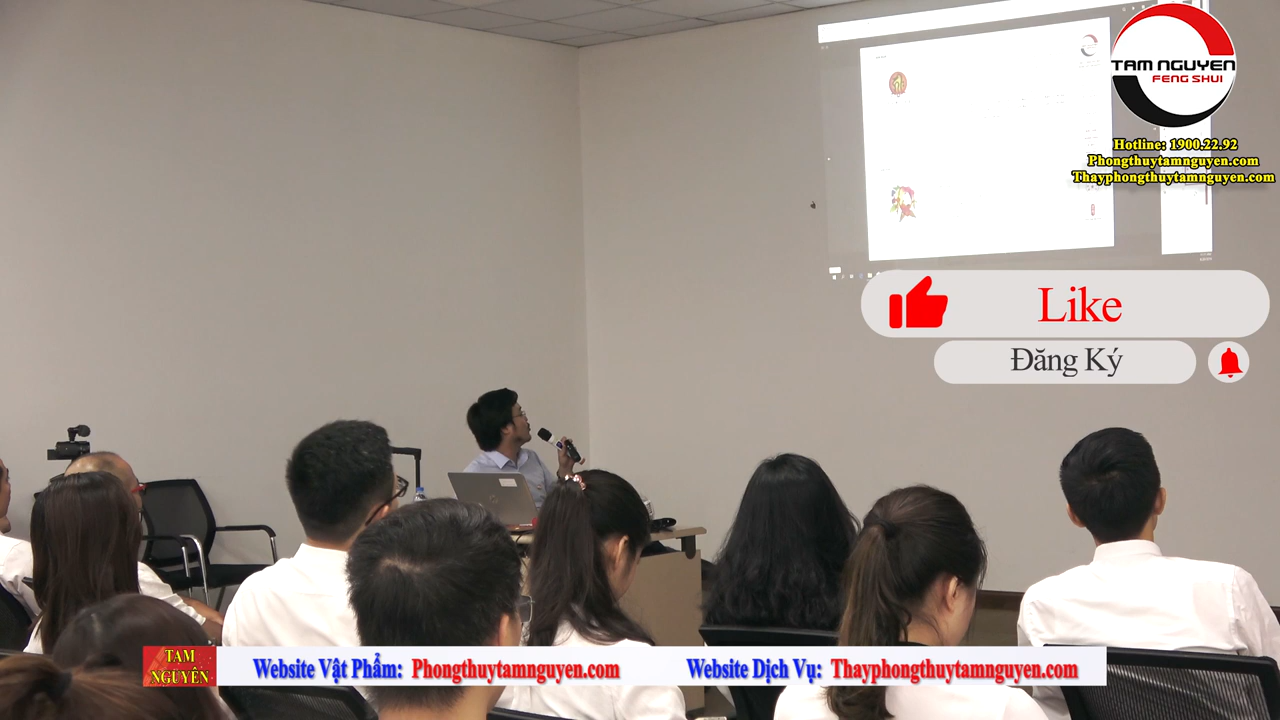 TAM NGUYEN
FENG SHUI
Hotline: 1900.22.92
Phongthuytamnguyen.com
Thayphongthuytamnguyen.com
Like
Đăng Ký
TAM
NGUYÊN
Website Vật Phẩm: Phongthuytamnguyen.com
Website Dịch Vụ: Thayphongthuytamnguyen.com